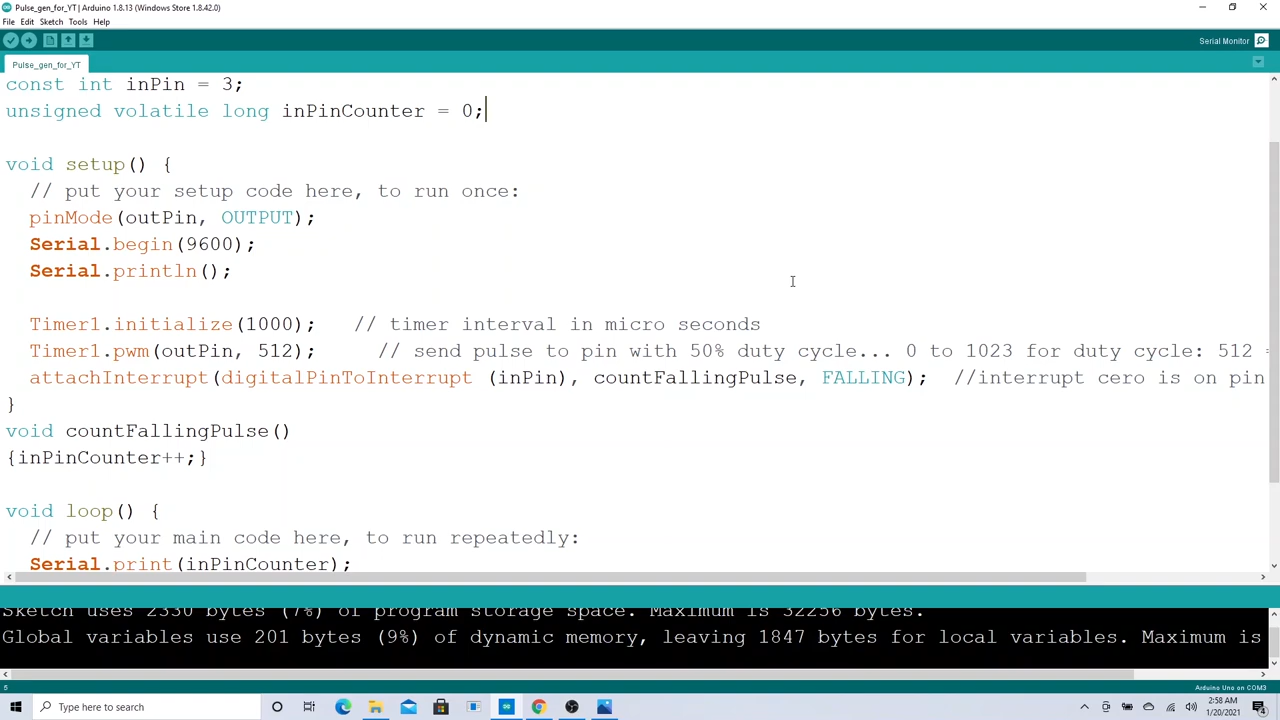 Pulse_gen_for_YT | Arduino 1.8.13 (Windows Store 1.8.42.0)
File Edit Sketch Tools Help
Serial Monitor
Pulse_gen_for_YT
const int inPin = 3;
unsigned volatile long inPinCounter = 0;
void setup() {
// put your setup code here, to run once:
pinMode(outPin, OUTPUT);
Serial.begin(9600);
Serial.println();
Timer1.initialize(1000); // timer interval in micro seconds
Timer1.pwm(outPin, 512); // send pulse to pin with 50% duty cycle... 0 to 1023 for duty cycle: 512 =
attachInterrupt(digitalPinToInterrupt (inPin), countFallingPulse, FALLING); //interrupt cero is on pin
}
void countFallingPulse()
{inPinCounter++;}
void loop() {
// put your main code here, to run repeatedly:
Serial.print(inPinCounter);
Sketch uses 2330 bytes (7%) of program storage space. Maximum is 32256 bytes.
Global variables use 201 bytes (9%) of dynamic memory, leaving 1847 bytes for local variables. Maximum is
5
Arduino Uno on COM3
Type here to search
2:58 AM
1/20/2021
4